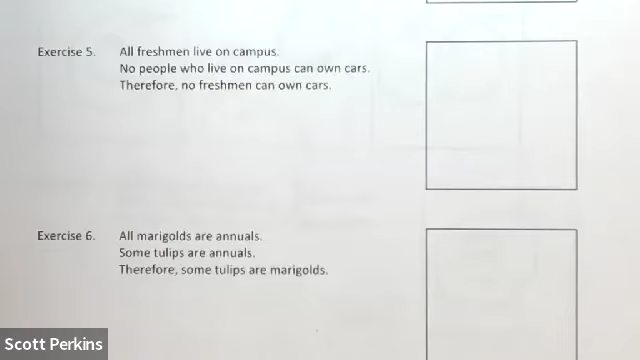 Exercise 5. All freshmen live on campus.
No people who live on campus can own cars.
Therefore, no freshmen can own cars.
Exercise 6. All marigolds are annuals.
Some tulips are annuals.
Therefore, some tulips are marigolds.
Scott Perkins